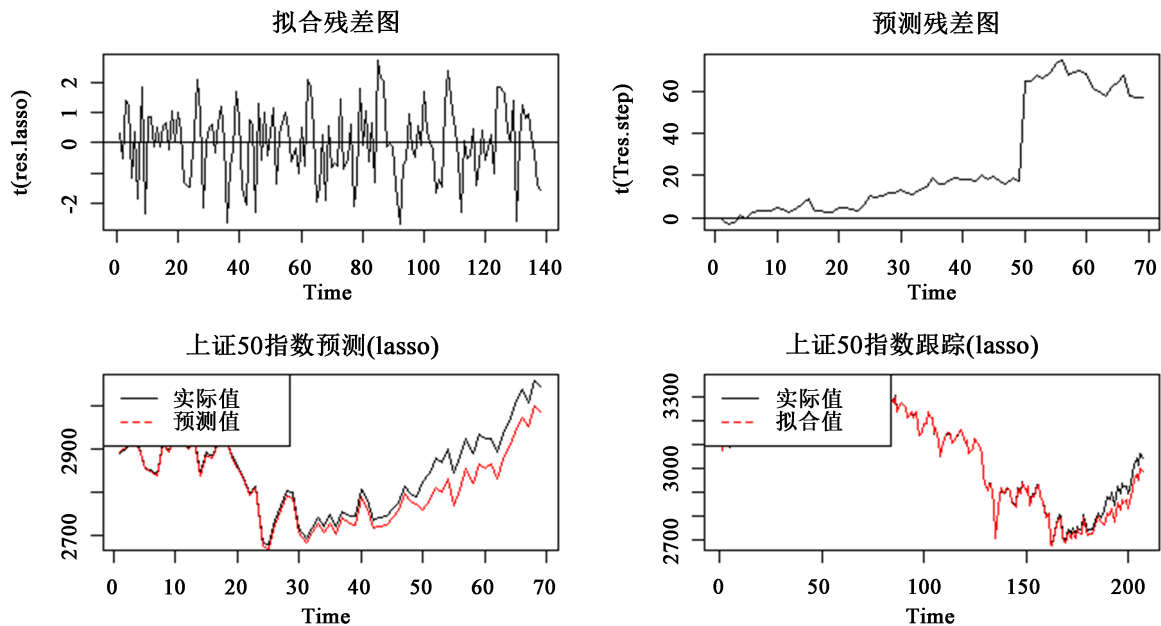 拟合残差图
t(res.lasso)
2
1
0
-2
0 20 40 60 80 100 120 140
Time
预测残差图
t(Tres.step)
60
40
20
0
0 10 20 30 40 50 60 70
Time
上证50指数预测(lasso)
实际值
预测值
2900
2700
0 10 20 30 40 50 60 70
Time
上证50指数跟踪(lasso)
实际值
拟合值
3300
3000
2700
0 50 100 150 200
Time